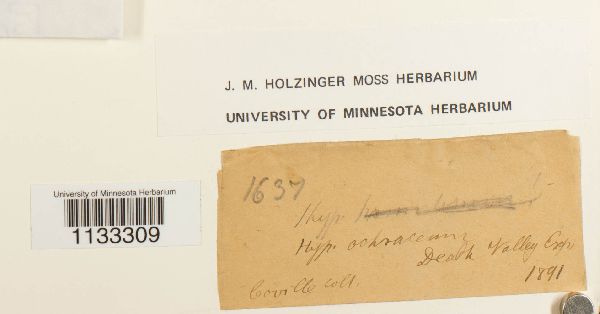 J. M. HOLZINGER MOSS HERBARIUM
UNIVERSITY OF MINNESOTA HERBARIUM
University of Minnesota Herbarium
1133309
1637
Hyp.
Hyp. ochraceum
Death Valley Exp.
1891
Coville coll.